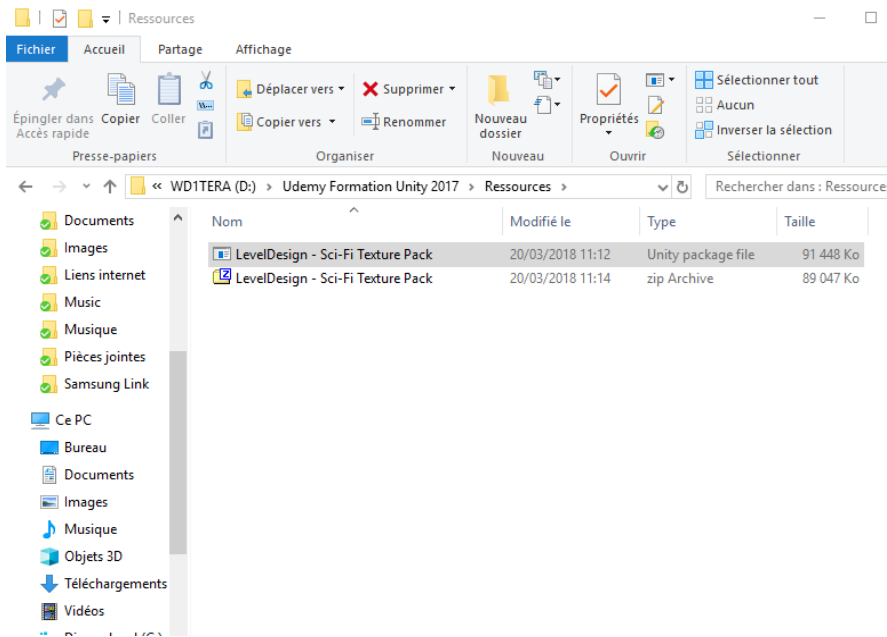 Ressources
Fichier Accueil Partage Affichage
Épingler dans Accès rapide
Copier
Coller
Presse-papiers
Déplacer vers
Copier vers
Supprimer
Renommer
Organiser
Nouveau dossier
Nouveau
Propriétés
Ouvrir
Sélectionner tout
Aucun
Inverser la sélection
Sélectionner
« WD1TERA (D:) > Udemy Formation Unity 2017 > Ressources >
Rechercher dans : Ressource
Documents
Images
Liens internet
Music
Musique
Pièces jointes
Samsung Link
Ce PC
Bureau
Documents
Images
Musique
Objets 3D
Téléchargements
Vidéos
Nom Modifié le Type Taille
LevelDesign - Sci-Fi Texture Pack 20/03/2018 11:12 Unity package file 91 448 Ko
LevelDesign - Sci-Fi Texture Pack 20/03/2018 11:14 zip Archive 89 047 Ko